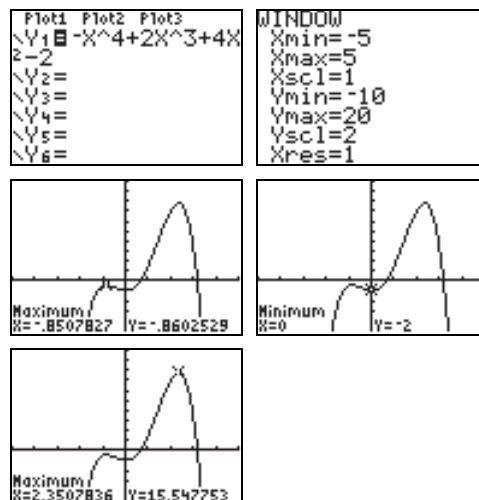 Plot1 Plot2 Plot3
\Y1=-X^4+2X^3+4X
²-2
\Y2=
\Y3=
\Y4=
\Y5=
\Y6=
WINDOW
Xmin=-5
Xmax=5
Xscl=1
Ymin=-10
Ymax=20
Yscl=2
Xres=1
Maximum
X=-.8507827 Y=-.8602529
Minimum
X=0 Y=-2
Maximum
X=2.3507836 Y=15.547753